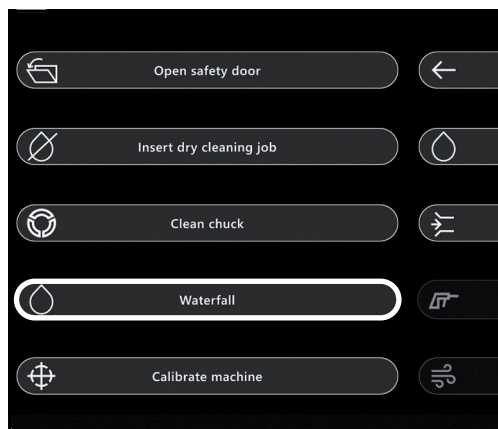 Open safety door
Insert dry cleaning job
Clean chuck
Waterfall
Calibrate machine